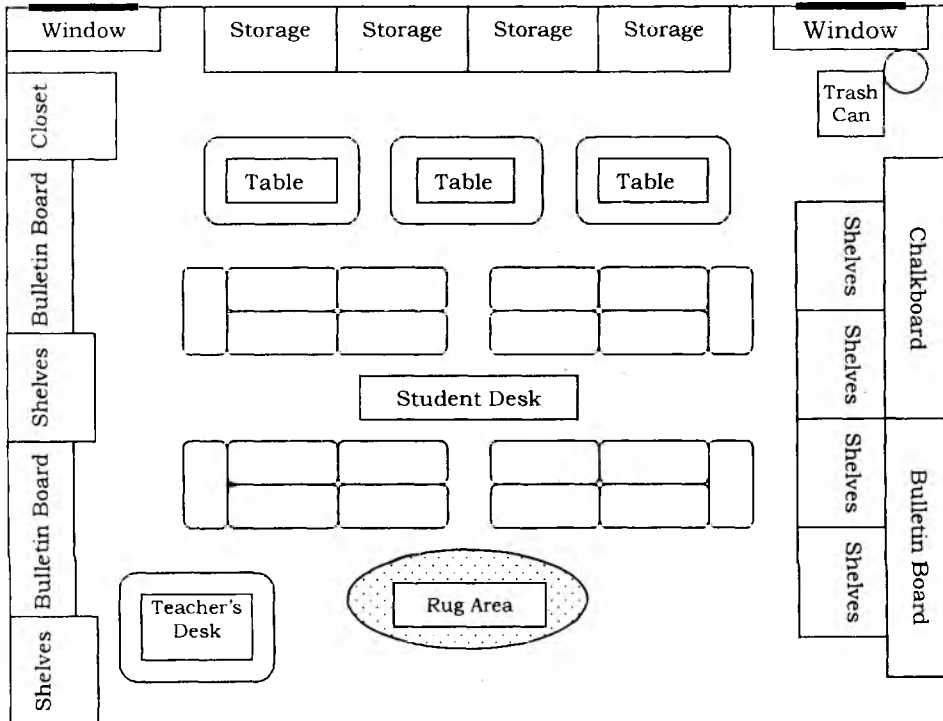 Window
Storage
Storage
Storage
Storage
Window
Closet
Trash
Can
Table
Table
Table
Bulletin Board
Shelves
Chalkboard
Shelves
Shelves
Student Desk
Bulletin Board
Shelves
Bulletin Board
Shelves
Teacher's
Desk
Rug Area
Shelves